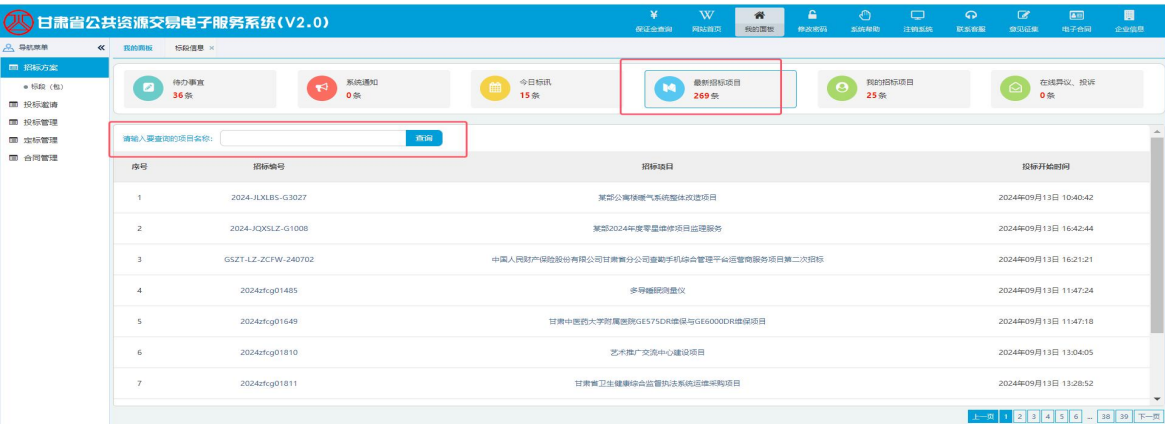 甘肃省公共资源交易电子服务系统(V2.0)
保证金查询 网站首页 我的面板 修改密码 系统帮助 注销系统 联系客服 意见征集 电子合同 企业信息
导航菜单 «
我的面板 标段信息 ×
招标方案
标段（包）
投标邀请
投标管理
定标管理
合同管理
待办事宜
36 条
系统通知
0 条
今日标讯
15 条
最新招标项目
269 条
我的招标项目
25 条
在线异议、投诉
0 条
请输入要查询的项目名称： 查询
序号 招标编号 招标项目 投标开始时间
1 2024-JLXLBS-G3027 某部公寓楼暖气系统整体改造项目 2024年09月13日 10:40:42
2 2024-JQXSLZ-G1008 某部2024年度零星维修项目监理服务 2024年09月13日 16:42:44
3 GSZT-LZ-ZCFW-240702 中国人民财产保险股份有限公司甘肃省分公司查勘手机综合管理平台运营商服务项目第二次招标 2024年09月13日 16:21:21
4 2024zfcg01485 多导睡眠测量仪 2024年09月13日 11:47:24
5 2024zfcg01649 甘肃中医药大学附属医院GE575DR维保与GE6000DR维保项目 2024年09月13日 11:47:18
6 2024zfcg01810 艺术推广交流中心建设项目 2024年09月13日 13:04:05
7 2024zfcg01811 甘肃省卫生健康综合监督执法系统运维采购项目 2024年09月13日 13:28:52
上一页 1 2 3 4 5 6 ... 38 39 下一页